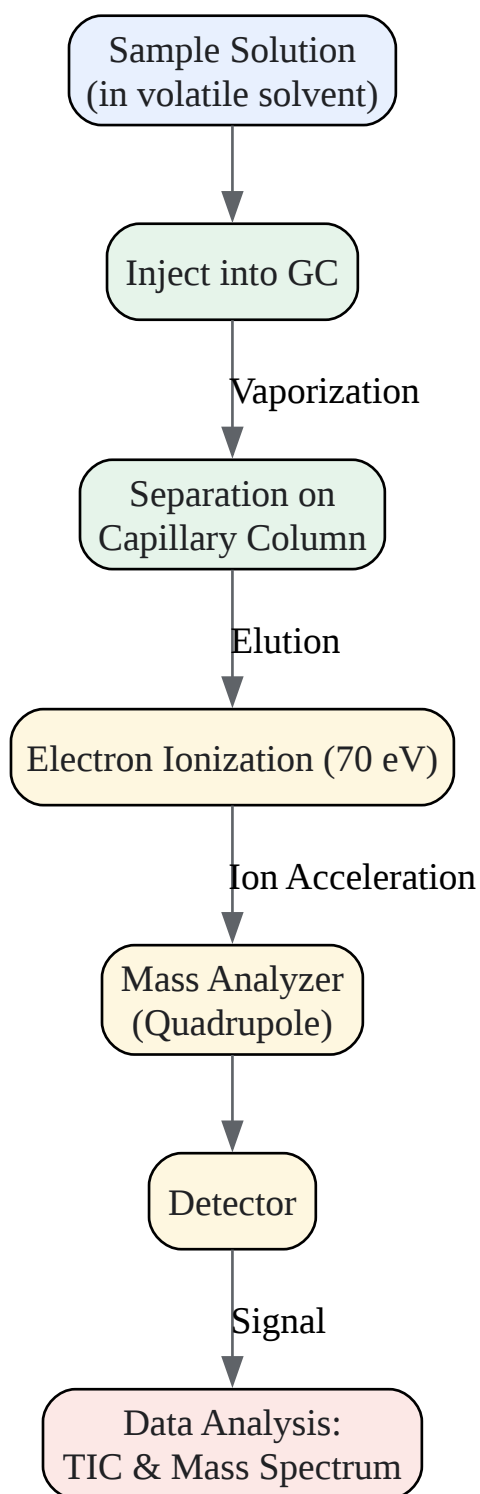 Sample Solution
(in volatile solvent)
Inject into GC
Vaporization
Separation on
Capillary Column
Elution
Electron Ionization (70 eV)
Ion Acceleration
Mass Analyzer
(Quadrupole)
Detector
Signal
Data Analysis:
TIC & Mass Spectrum